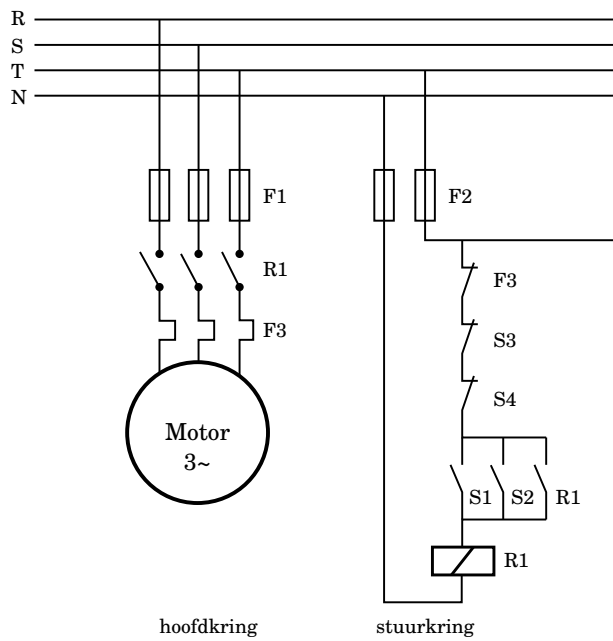 R
S
T
N
F1
F2
R1
F3
F3
S3
S4
Motor
3~
S1 S2 R1
R1
hoofdkring stuurkring